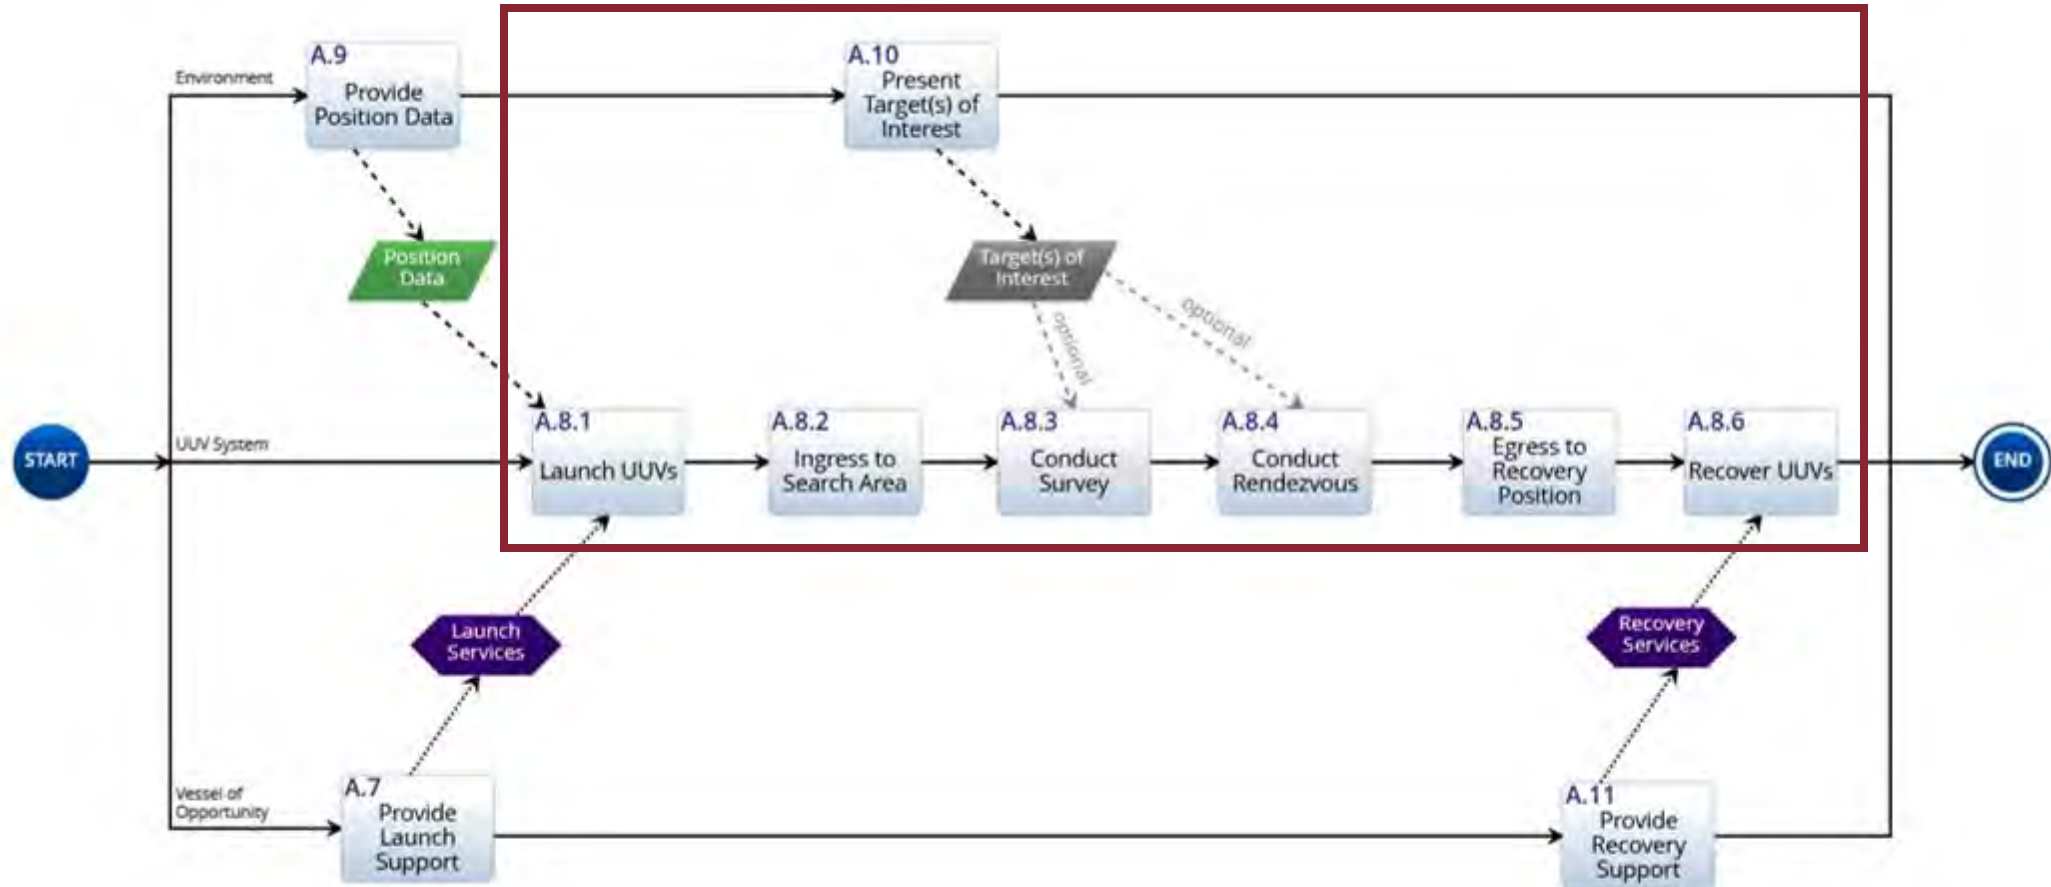 A.9
Provide
Position Data
A.10
Present
Target(s) of
Interest
Environment
Position
Data
Target(s) of
Interest
optional
optional
START
UUV System
A.8.1
Launch UUVs
A.8.2
Ingress to
Search Area
A.8.3
Conduct
Survey
A.8.4
Conduct
Rendezvous
A.8.5
Egress to
Recovery
Position
A.8.6
Recover UUVs
END
Launch
Services
Recovery
Services
Vessel of
Opportunity
A.7
Provide
Launch
Support
A.11
Provide
Recovery
Support